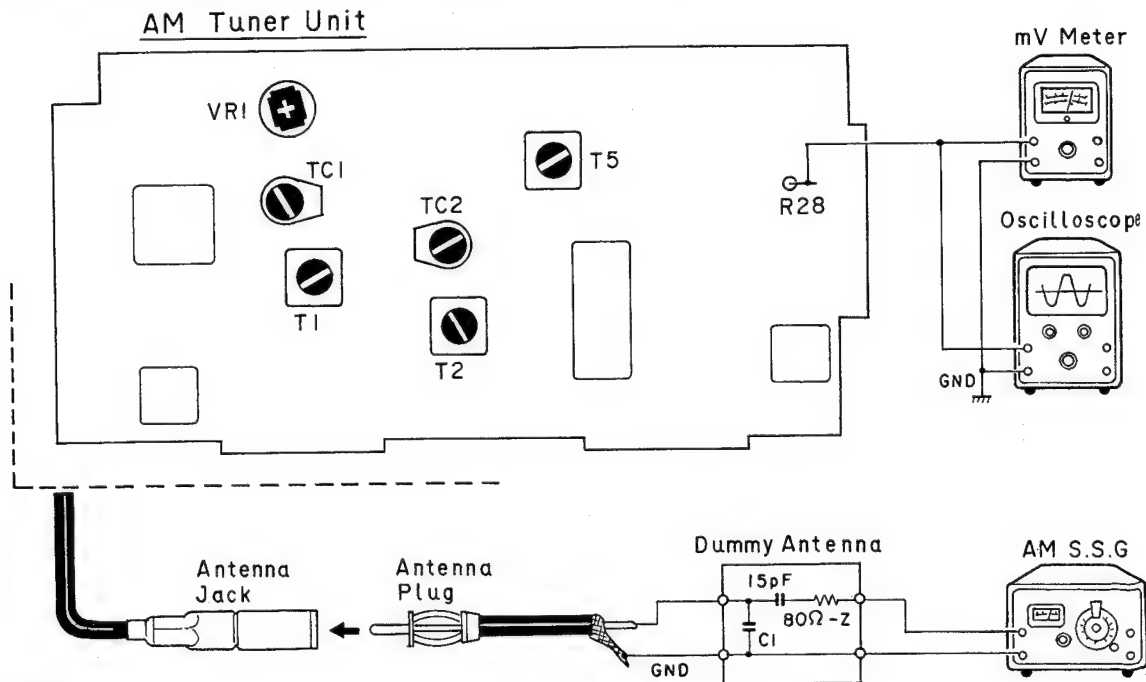 AM Tuner Unit
mV Meter
VR1
TC1
T5
R28
TC2
Oscilloscope
T1
T2
GND
Dummy Antenna
AM S.S.G
Antenna
Jack
Antenna
Plug
15pF
80Ω-Z
C1
GND